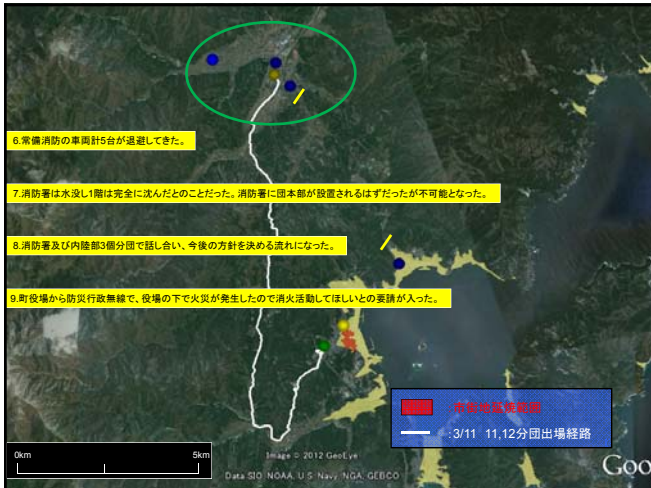 6.常備消防の車両計5台が退避してきた。
7.消防署は水没し1階は完全に沈んだとのことだった。消防署に団本部が設置されるはずだったが不可能となった。
8.消防署及び内陸部3個分団で話し合い、今後の方針を決める流れになった。
9.町役場から防災行政無線で、役場の下で火災が発生したので消火活動してほしいとの要請が入った。
:市街地延焼範囲
:3/11 11,12分団出場経路
0km 5km
Image © 2012 GeoEye
Data SIO, NOAA, U.S. Navy, NGA, GEBCO
Goo